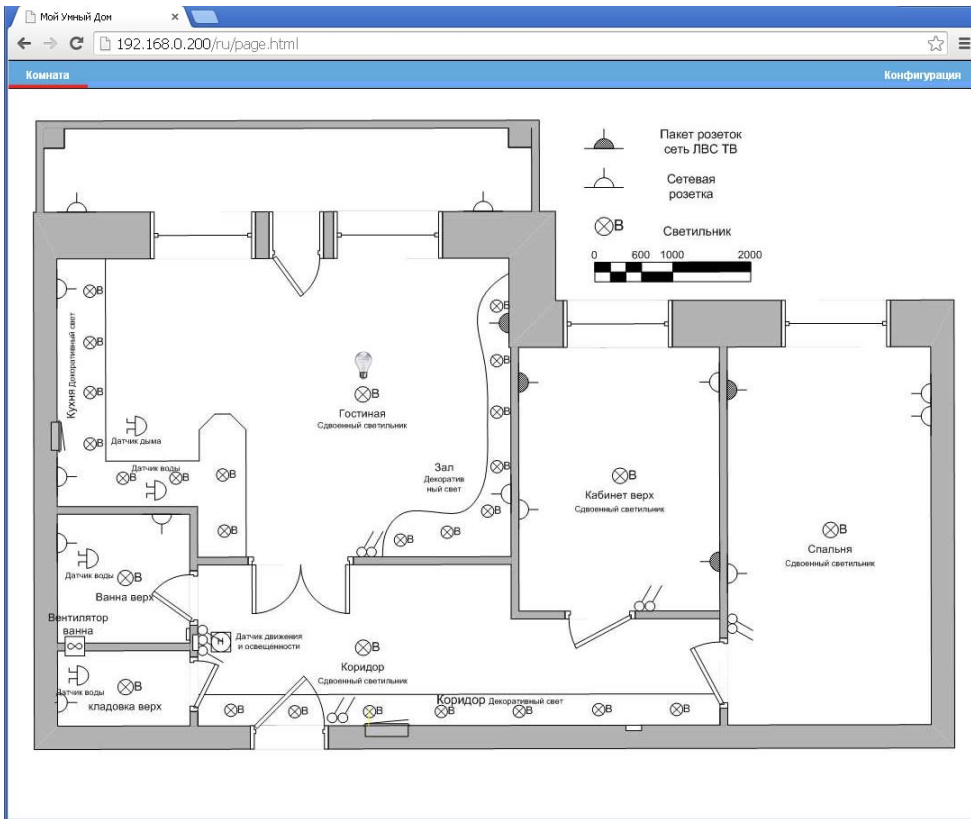 Мой Умный Дом
192.168.0.200/ru/page.html
Комната
Конфигурация
Пакет розеток
сеть ЛВС ТВ
Сетевая
розетка
В
Светильник
0 600 1000 2000
В
В
В
В
Кухня Декоративный свет
Датчик дыма
Датчик воды
В
В
В
В
В
Гостиная
Сдвоенный светильник
Зал
Декоратив
ный свет
В
В
В
В
В
В
В
В
Кабинет верх
Сдвоенный светильник
В
Спальня
Сдвоенный светильник
Датчик воды
В
Ванна верх
Вентилятор
ванна
Датчик воды
В
кладовка верх
Н
Датчик движения
и освещенности
В
Коридор
Сдвоенный светильник
Коридор Декоративный свет
В
В
В
В
В
В
В